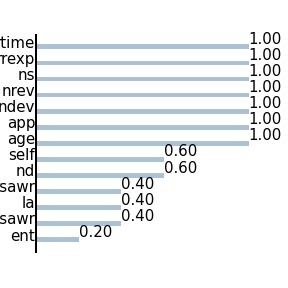 time 1.00
rexp 1.00
ns 1.00
nrev 1.00
ndev 1.00
app 1.00
age 1.00
self 0.60
nd 0.60
sawr 0.40
la 0.40
sawr 0.40
ent 0.20